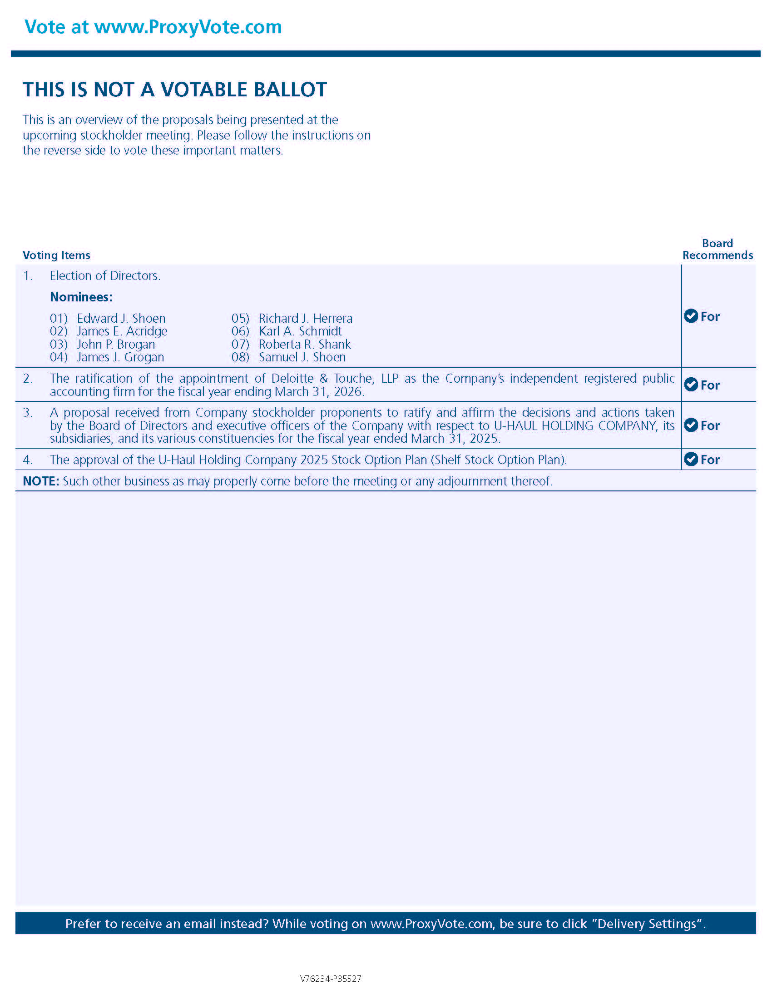 Vote at www.ProxyVote.com
THIS IS NOT A VOTABLE BALLOT
This is an overview of the proposals being presented at the
upcoming stockholder meeting. Please follow the instructions on
the reverse side to vote these important matters.
Board
Voting Items Recommends
1. Election of Directors.
Nominees:
01) Edward J. Shoen 05) Richard J. Herrera
For
02) James E. Acridge 06) Karl A. Schmidt
03) John P. Brogan 07) Roberta R. Shank
04) James J. Grogan 08) Samuel J. Shoen
2. The ratification of the appointment of Deloitte & Touche, LLP as the Company’s independent registered public
accounting firm for the fiscal year ending March 31, 2026.
For
3. A proposal received from Company stockholder proponents to ratify and affirm the decisions and actions taken
by the Board of Directors and executive officers of the Company with respect to U-HAUL HOLDING COMPANY, its
subsidiaries, and its various constituencies for the fiscal year ended March 31, 2025.
For
4. The approval of the U-Haul Holding Company 2025 Stock Option Plan (Shelf Stock Option Plan). For
NOTE: Such other business as may properly come before the meeting or any adjournment thereof.
Prefer to receive an email instead? While voting on www.ProxyVote.com, be sure to click “Delivery Settings”.
V76234-P35527